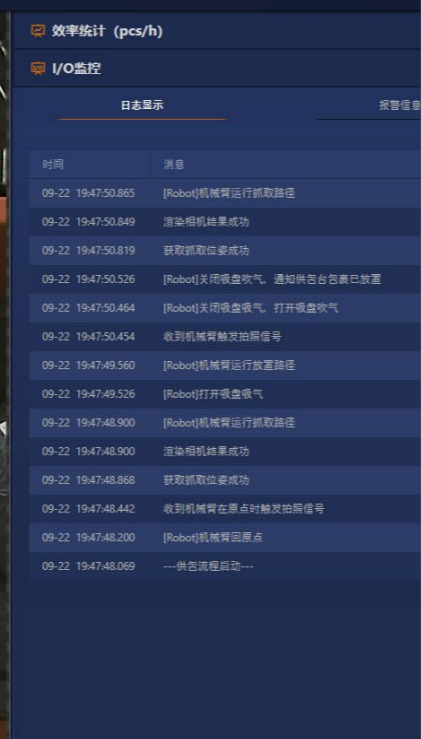 效率统计（pcs/h)
I/O监控
日志显示 报警信息
时间 消息
09-22 19:47:50.865 [Robot]机械臂运行抓取路径
09-22 19:47:50.849 渲染相机结果成功
09-22 19:47:50.819 获取抓取位姿成功
09-22 19:47:50.526 [Robot]关闭吸盘吹气，通知供包台包裹已放置
09-22 19:47:50.464 [Robot]关闭吸盘吸气，打开吸盘吹气
09-22 19:47:50.454 收到机械臂触发拍照信号
09-22 19:47:49.560 [Robot]机械臂运行放置路径
09-22 19:47:49.526 [Robot]打开吸盘吸气
09-22 19:47:48.900 [Robot]机械臂运行抓取路径
09-22 19:47:48.900 渲染相机结果成功
09-22 19:47:48.868 获取抓取位姿成功
09-22 19:47:48.442 收到机械臂在原点时触发拍照信号
09-22 19:47:48.200 [Robot]机械臂回原点
09-22 19:47:48.069 ---供包流程启动---